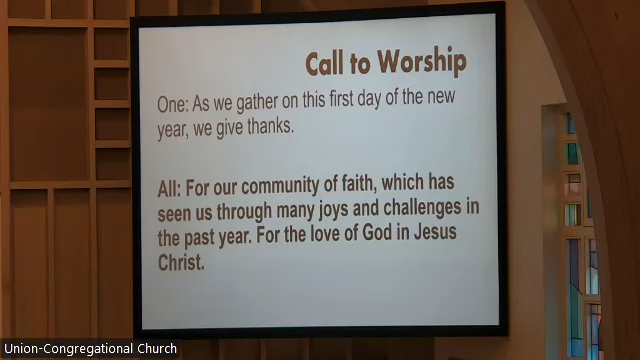 Call to Worship
One: As we gather on this first day of the new
year, we give thanks.
All: For our community of faith, which has
seen us through many joys and challenges in
the past year. For the love of God in Jesus
Christ.
Union-Congregational Church